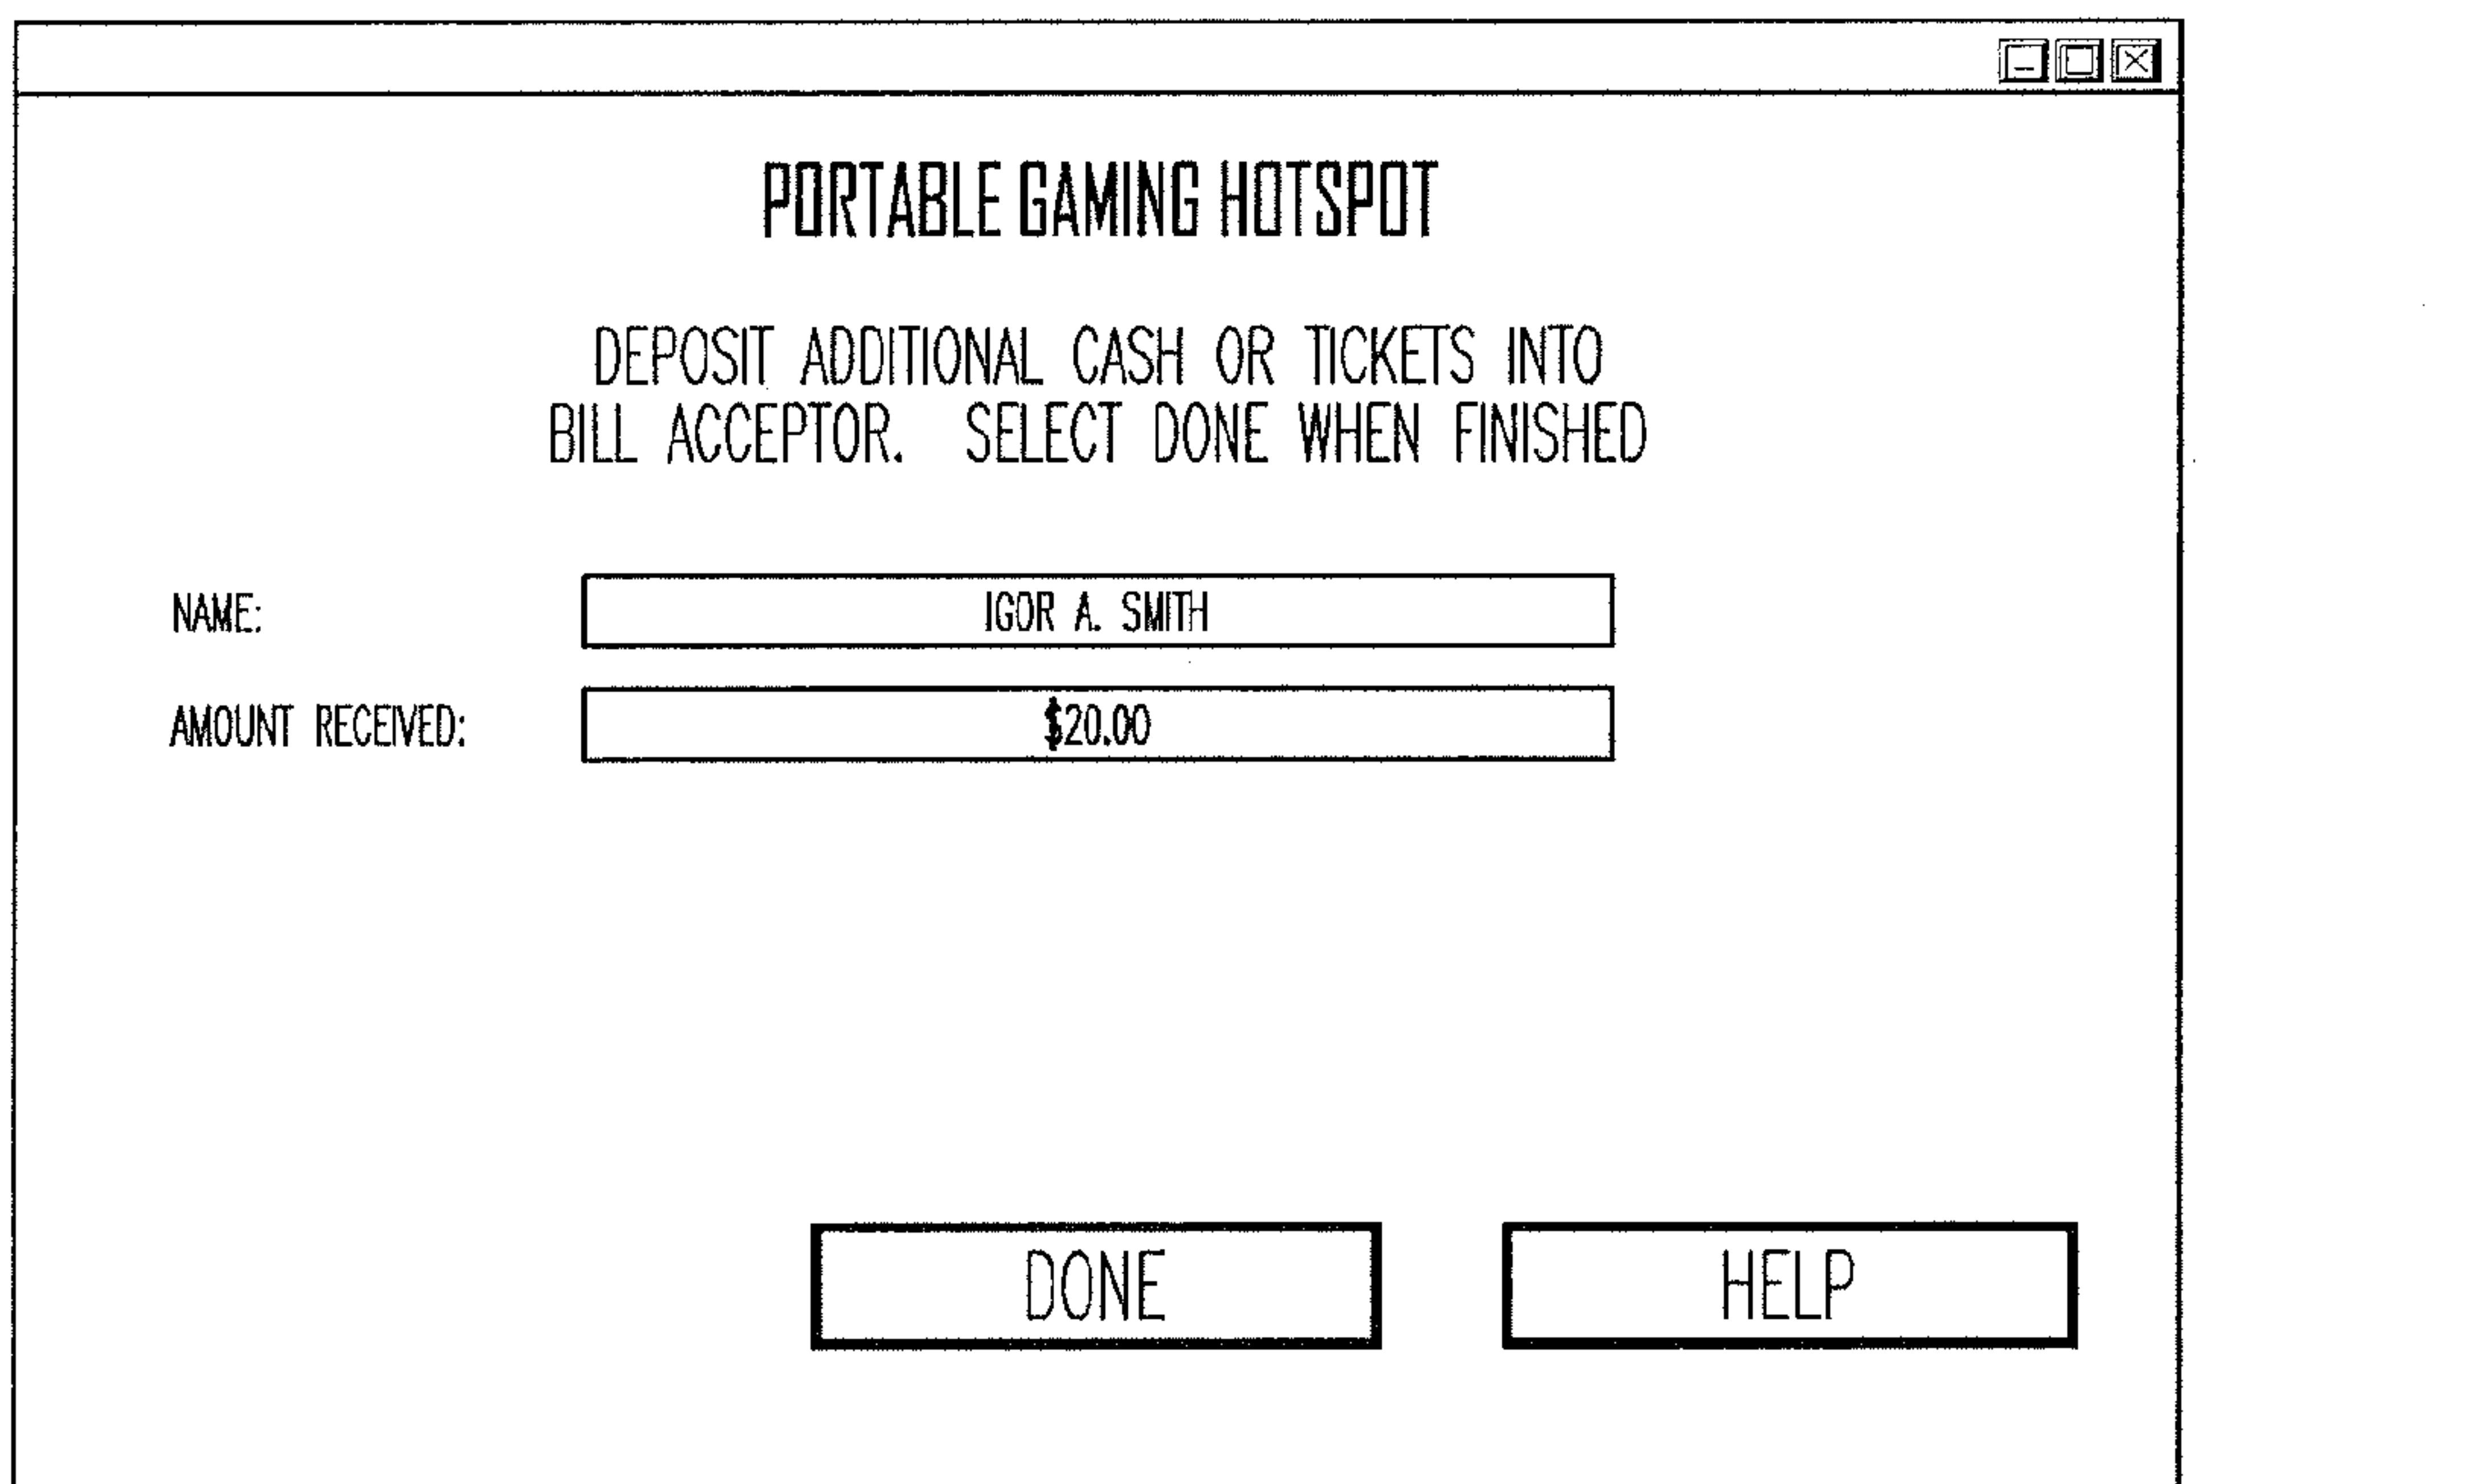 PORTABLE GAMING HOTSPOT
DEPOSIT ADDITIONAL CASH OR TICKETS INTO
BILL ACCEPTOR. SELECT DONE WHEN FINISHED
NAME: IGOR A. SMITH
AMOUNT RECEIVED: $20.00
DONE HELP